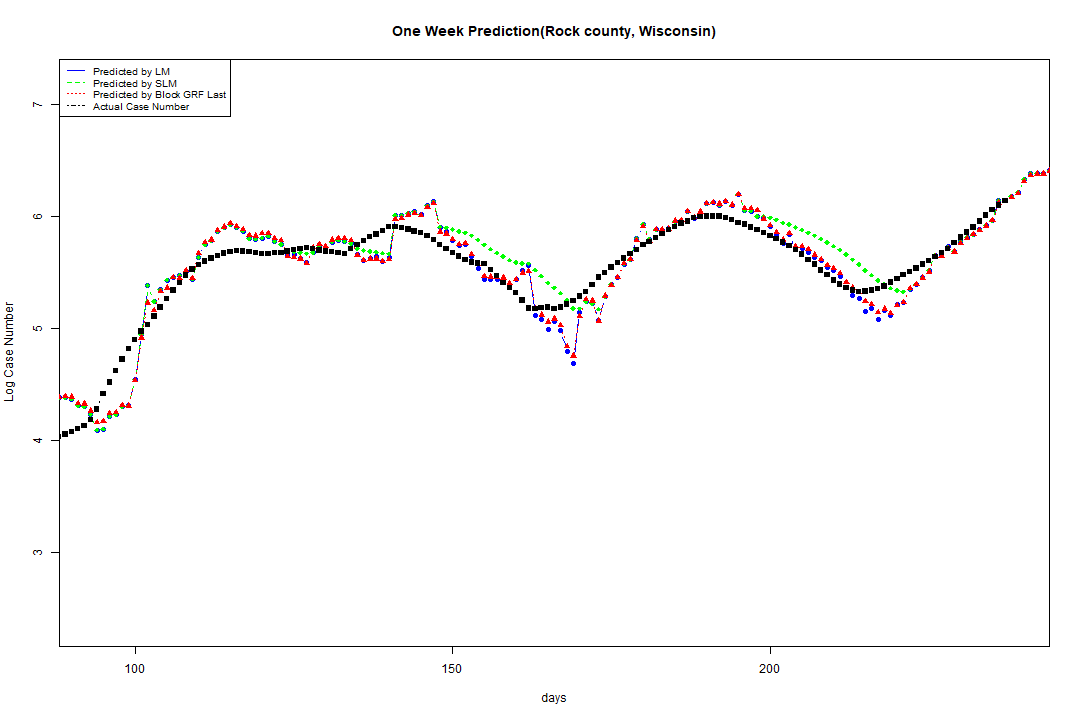 One Week Prediction(Rock county, Wisconsin)
Predicted by LM
Predicted by SLM
Predicted by Block GRF Last
Actual Case Number
7
6
5
4
3
Log Case Number
100 150 200
days